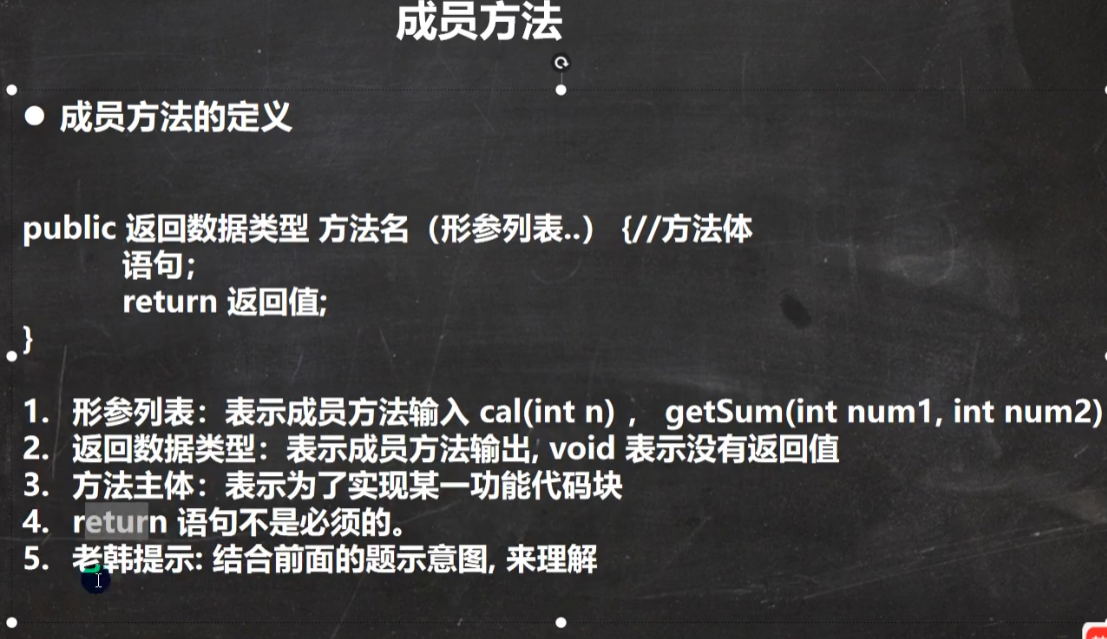 成员方法
● 成员方法的定义
public 返回数据类型 方法名（形参列表..） {//方法体
语句;
return 返回值;
}
1. 形参列表：表示成员方法输入 cal(int n) ， getSum(int num1, int num2)
2. 返回数据类型：表示成员方法输出, void 表示没有返回值
3. 方法主体：表示为了实现某一功能代码块
4. return 语句不是必须的。
5. 老韩提示: 结合前面的题示意图, 来理解